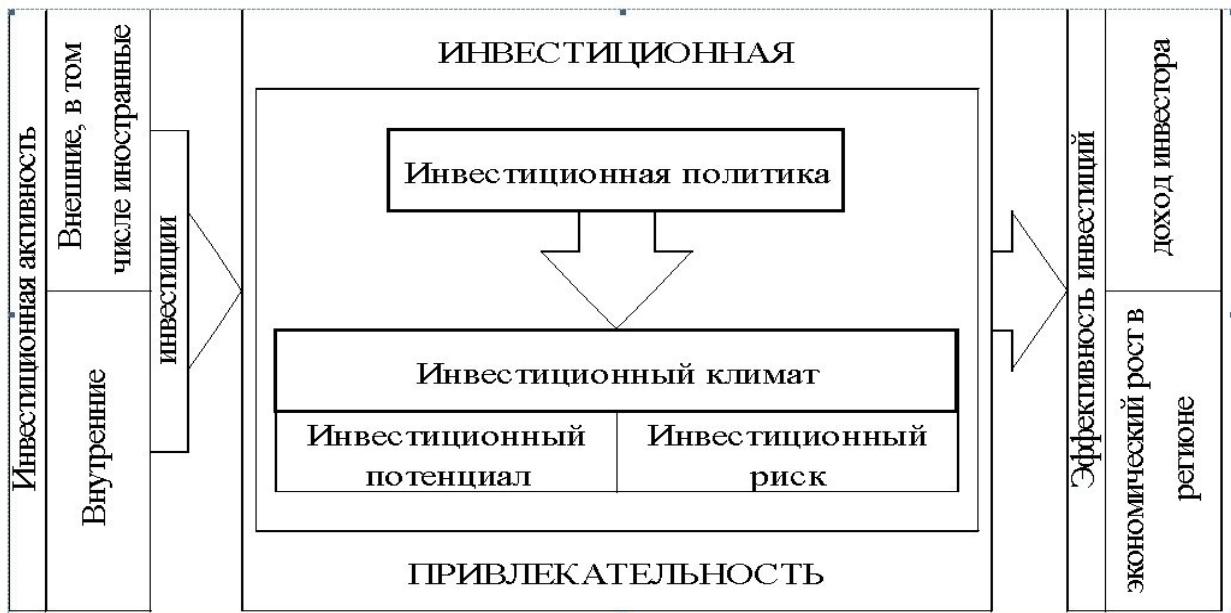 Инвестиционная активность
Внешние, в том
числе иностранные
Внутренние
инвестиции
ИНВЕСТИЦИОННАЯ
Инвестиционная политика
Инвестиционный климат
Инвестиционный
потенциал
Инвестиционный
риск
ПРИВЛЕКАТЕЛЬНОСТЬ
Эффективность инвестиций
доход инвестора
экономический рост в
регионе